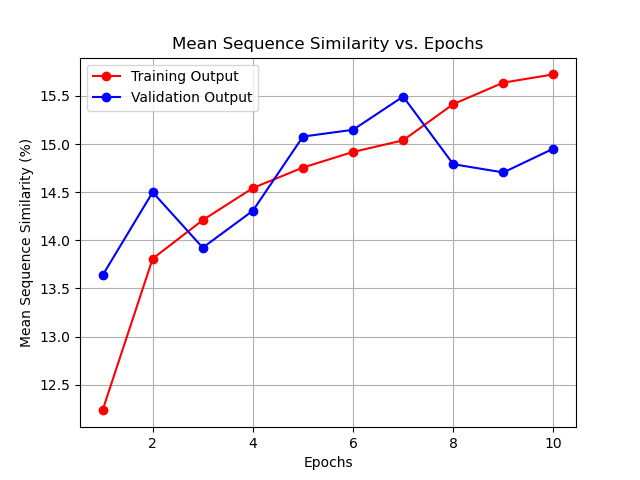 Mean Sequence Similarity vs. Epochs
Training Output
Validation Output
Mean Sequence Similarity (%)
15.5
15.0
14.5
14.0
13.5
13.0
12.5
2 4 6 8 10
Epochs